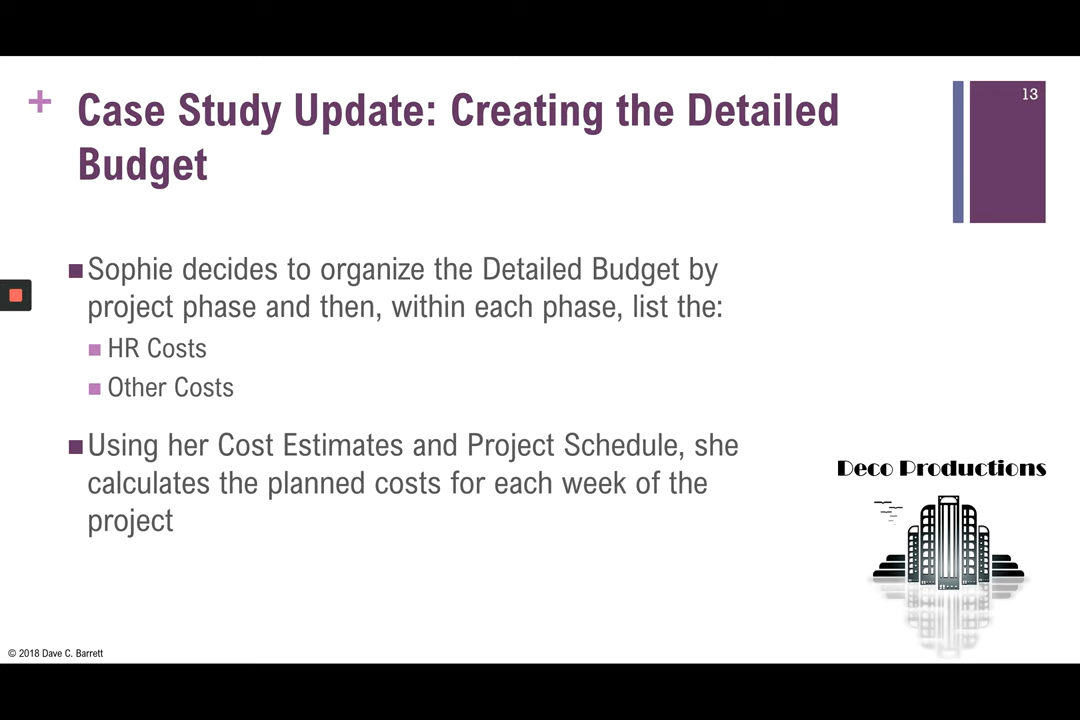 +
Case Study Update: Creating the Detailed
Budget
13
Sophie decides to organize the Detailed Budget by
project phase and then, within each phase, list the:
HR Costs
Other Costs
Using her Cost Estimates and Project Schedule, she
calculates the planned costs for each week of the
project
Deco Productions
© 2018 Dave C. Barrett